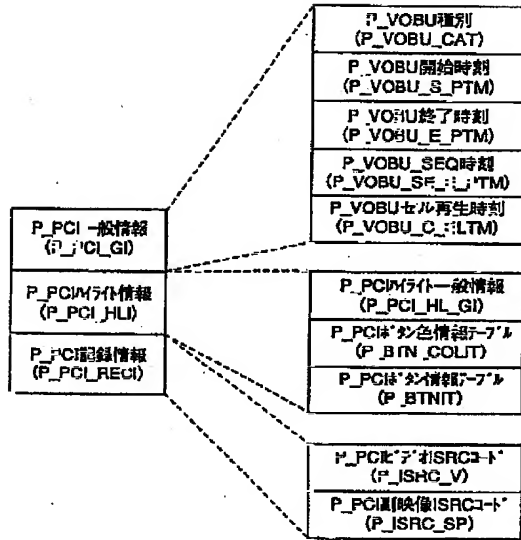 P_VOBU種別
(P_VOBU_CAT)
P_VOBU開始時刻
(P_VOBU_S_PTM)
P_VOBU終了時刻
(P_VOBU_E_PTM)
P_VOBU_SEQ時刻
P_VOBUセル再生時刻
(P_VOBU_C_ELTM)
P_PCI一般情報
(P_PCI_GI)
P_PCIハイライト情報
(P_PCI_HLI)
P_PCI記録情報
(P_PCI_RECI)
P_PCIハイライト一般情報
(P_PCI_HL_GI)
P_PCIボタン色情報テーブル
(P_BTN_COLIT)
P_PCIボタン情報テーブル
(P_BTNIT)
P_PCIビデオISRCコード
(P_ISRC_V)
P_PCI副映像ISRCコード
(P_ISRC_SP)